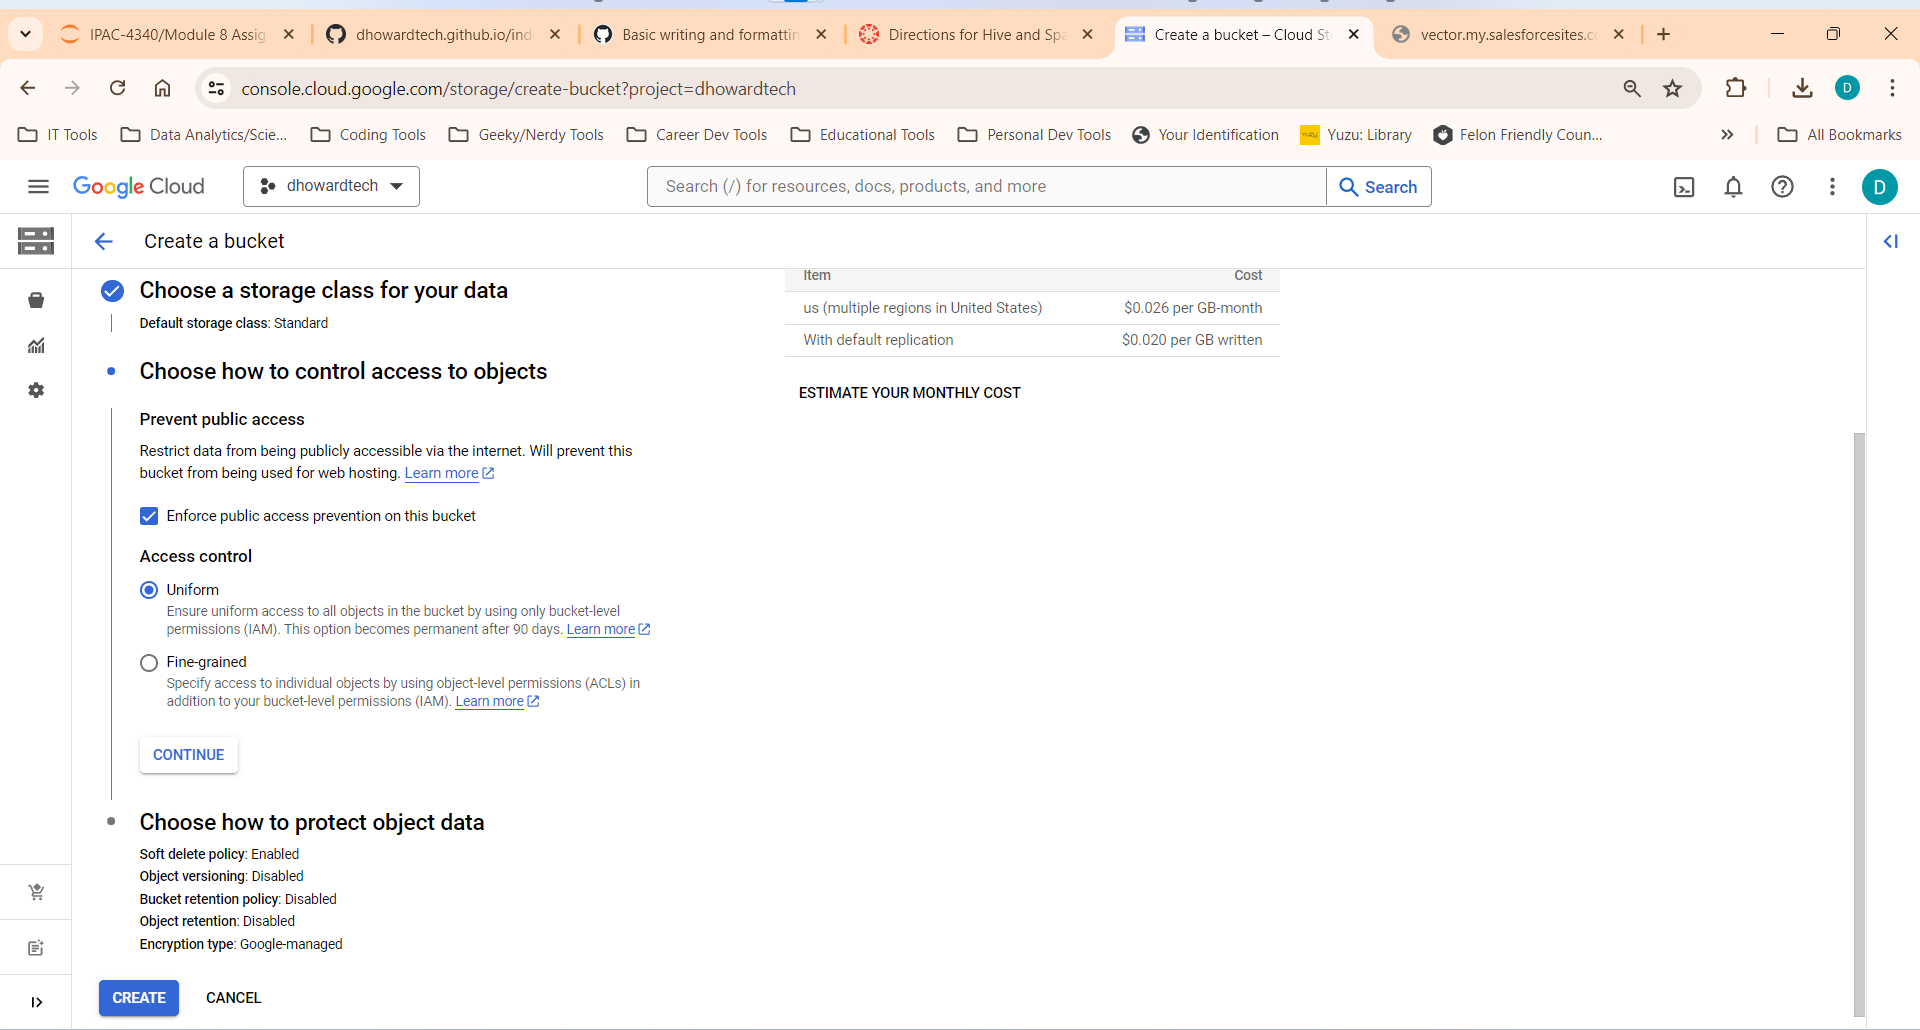 IPAC-4340/Module 8 Assig
dhowardtech.github.io/ind
Basic writing and formattin
Directions for Hive and Spa
Create a bucket – Cloud Sto
vector.my.salesforcesites.c
console.cloud.google.com/storage/create-bucket?project=dhowardtech
D
IT Tools
Data Analytics/Scie...
Coding Tools
Geeky/Nerdy Tools
Career Dev Tools
Educational Tools
Personal Dev Tools
Your Identification
Yuzu: Library
Felon Friendly Coun...
All Bookmarks
Google Cloud
dhowardtech
Search (/) for resources, docs, products, and more
Search
D
Create a bucket
Choose a storage class for your data
Default storage class: Standard
Choose how to control access to objects
Prevent public access
Restrict data from being publicly accessible via the internet. Will prevent this
bucket from being used for web hosting. Learn more
Enforce public access prevention on this bucket
Access control
Uniform
Ensure uniform access to all objects in the bucket by using only bucket-level
permissions (IAM). This option becomes permanent after 90 days. Learn more
Fine-grained
Specify access to individual objects by using object-level permissions (ACLs) in
addition to your bucket-level permissions (IAM). Learn more
CONTINUE
Choose how to protect object data
Soft delete policy: Enabled
Object versioning: Disabled
Bucket retention policy: Disabled
Object retention: Disabled
Encryption type: Google-managed
CREATE
CANCEL
Item Cost
us (multiple regions in United States) $0.026 per GB-month
With default replication $0.020 per GB written
ESTIMATE YOUR MONTHLY COST